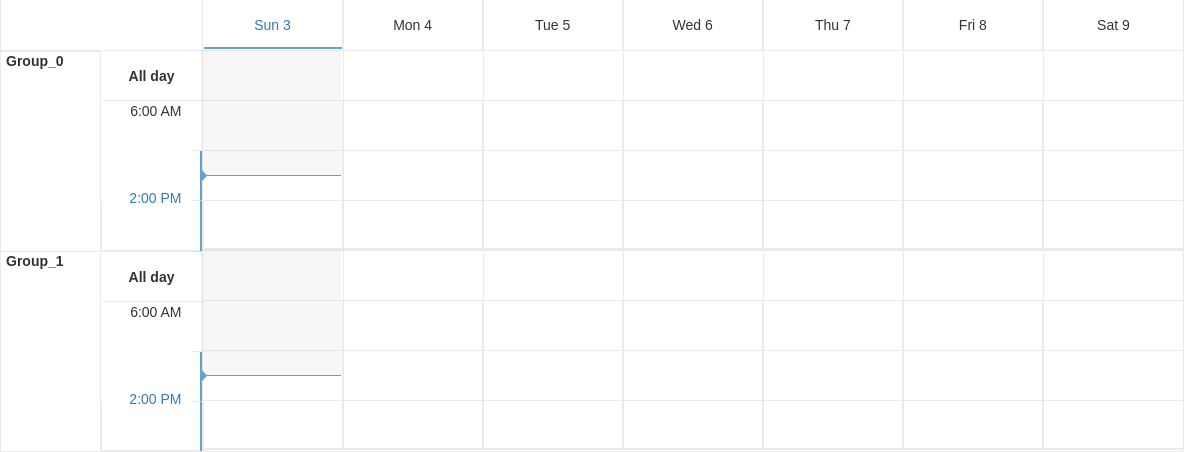 Sun 3 Mon 4 Tue 5 Wed 6 Thu 7 Fri 8 Sat 9
Group_0
All day
6:00 AM
2:00 PM
Group_1
All day
6:00 AM
2:00 PM